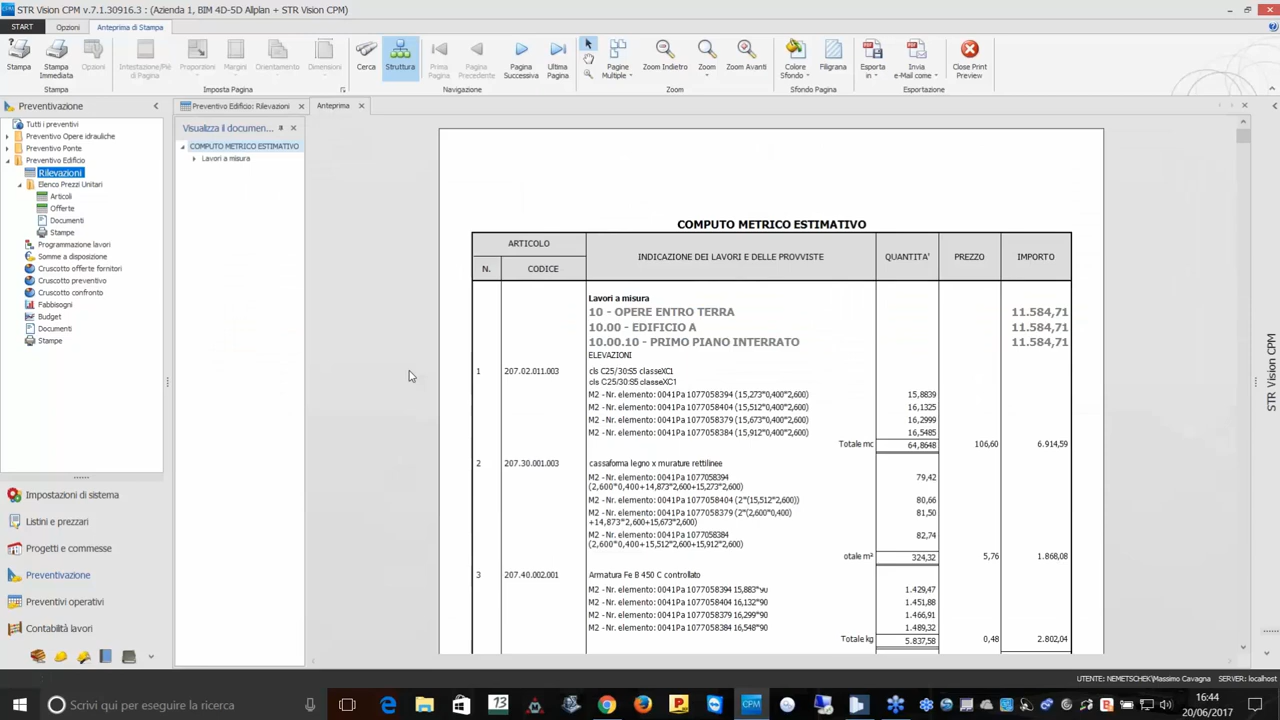 STR Vision CPM v.7.1.30916.3 : (Azienda 1, BIM 4D-5D Allplan + STR Vision CPM)
START Opzioni Anteprima di Stampa
Stampa Stampa Immediata Opzioni Intestazione/Piè di Pagina Proporzioni Margini Orientamento Dimensioni Cerca Struttura Prima Pagina Pagina Precedente Pagina Successiva Ultima Pagina Pagine Multiple Zoom Indietro Zoom Zoom Avanti Colore Sfondo Filigrana Esporta in Invia e-Mail come Close Print Preview
Stampa Imposta Pagina Navigazione Zoom Sfondo Pagina Esportazione
Preventivazione
Tutti i preventivi
Preventivo Opere idrauliche
Preventivo Ponte
Preventivo Edificio
Rilevazioni
Elenco Prezzi Unitari
Articoli
Offerte
Documenti
Stampe
Programmazione lavori
Somme a disposizione
Cruscotto offerte fornitori
Cruscotto preventivo
Cruscotto confronto
Fabbisogni
Budget
Documenti
Stampe
Impostazioni di sistema
Listini e prezzari
Progetti e commesse
Preventivazione
Preventivi operativi
Contabilità lavori
Preventivo Edificio: Rilevazioni Anteprima
Visualizza il documen...
COMPUTO METRICO ESTIMATIVO
Lavori a misura
COMPUTO METRICO ESTIMATIVO
ARTICOLO INDICAZIONE DEI LAVORI E DELLE PROVVISTE QUANTITA' PREZZO IMPORTO
N. CODICE
Lavori a misura
10 - OPERE ENTRO TERRA 11.584,71
10.00 - EDIFICIO A 11.584,71
10.00.10 - PRIMO PIANO INTERRATO 11.584,71
ELEVAZIONI
1 207.02.011.003 cls C25/30:S5 classeXC1
cls C25/30:S5 classeXC1
M2 - Nr. elemento: 0041Pa 1077058394 (15,273*0,400*2,600) 15,8839
M2 - Nr. elemento: 0041Pa 1077058404 (15,512*0,400*2,600) 16,1325
M2 - Nr. elemento: 0041Pa 1077058379 (15,673*0,400*2,600) 16,2999
M2 - Nr. elemento: 0041Pa 1077058384 (15,912*0,400*2,600) 16,5485
Totale mc 64,8648 106,60 6.914,59
2 207.30.001.003 cassaforma legno x murature rettilinee
M2 - Nr. elemento: 0041Pa 1077058394 79,42
(2,600*0,400+14,873*2,600+15,273*2,600)
M2 - Nr. elemento: 0041Pa 1077058404 (2*(15,512*2,600)) 80,66
M2 - Nr. elemento: 0041Pa 1077058379 (2*(2,600*0,400) 81,50
+14,873*2,600+15,673*2,600)
M2 - Nr. elemento: 0041Pa 1077058384 82,74
(2,600*0,400+15,512*2,600+15,912*2,600)
otale m² 324,32 5,76 1.868,08
3 207.40.002.001 Armatura Fe B 450 C controllato
M2 - Nr. elemento: 0041Pa 1077058394 15,883*90 1.429,47
M2 - Nr. elemento: 0041Pa 1077058404 16,132*90 1.451,88
M2 - Nr. elemento: 0041Pa 1077058379 16,299*90 1.466,91
M2 - Nr. elemento: 0041Pa 1077058384 16,548*90 1.489,32
Totale kg 5.837,58 0,48 2.802,04
STR Vision CPM
UTENTE: NEMETSCHEK\Massimo Cavagna SERVER: localhost
Scrivi qui per eseguire la ricerca
13
CPM
16:44
20/06/2017